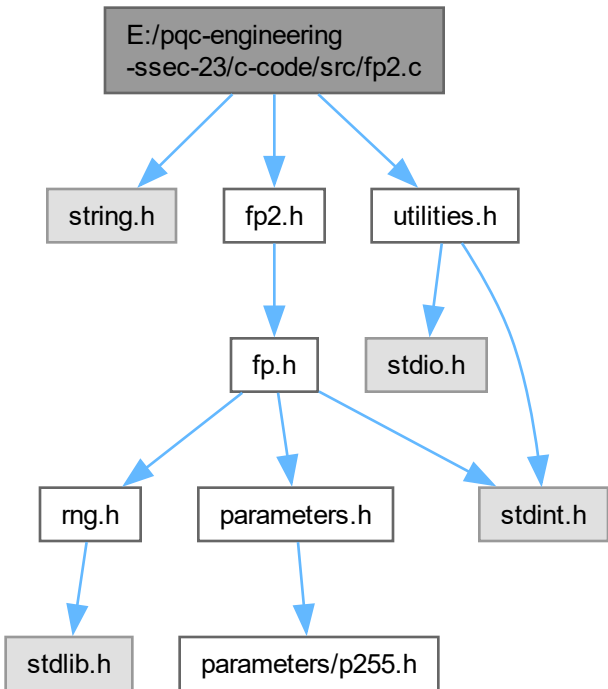 E:/pqc-engineering
-ssec-23/c-code/src/fp2.c
string.h
fp2.h
utilities.h
fp.h
stdio.h
rng.h
parameters.h
stdint.h
stdlib.h
parameters/p255.h